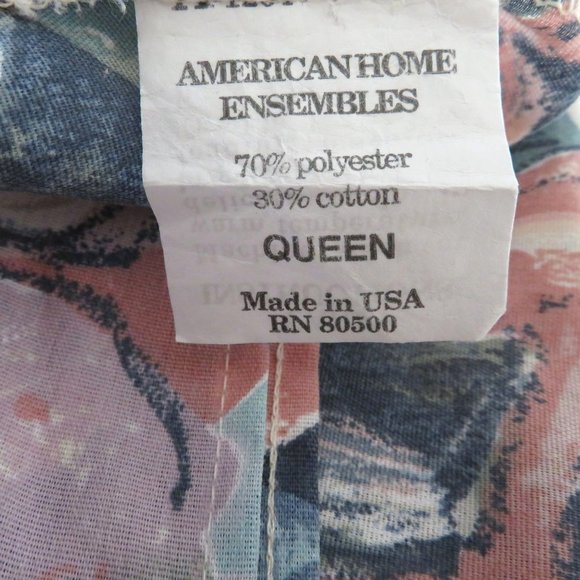 AMERICAN HOME
ENSEMBLES
70% polyester
30% cotton
QUEEN
Made in USA
RN 80500